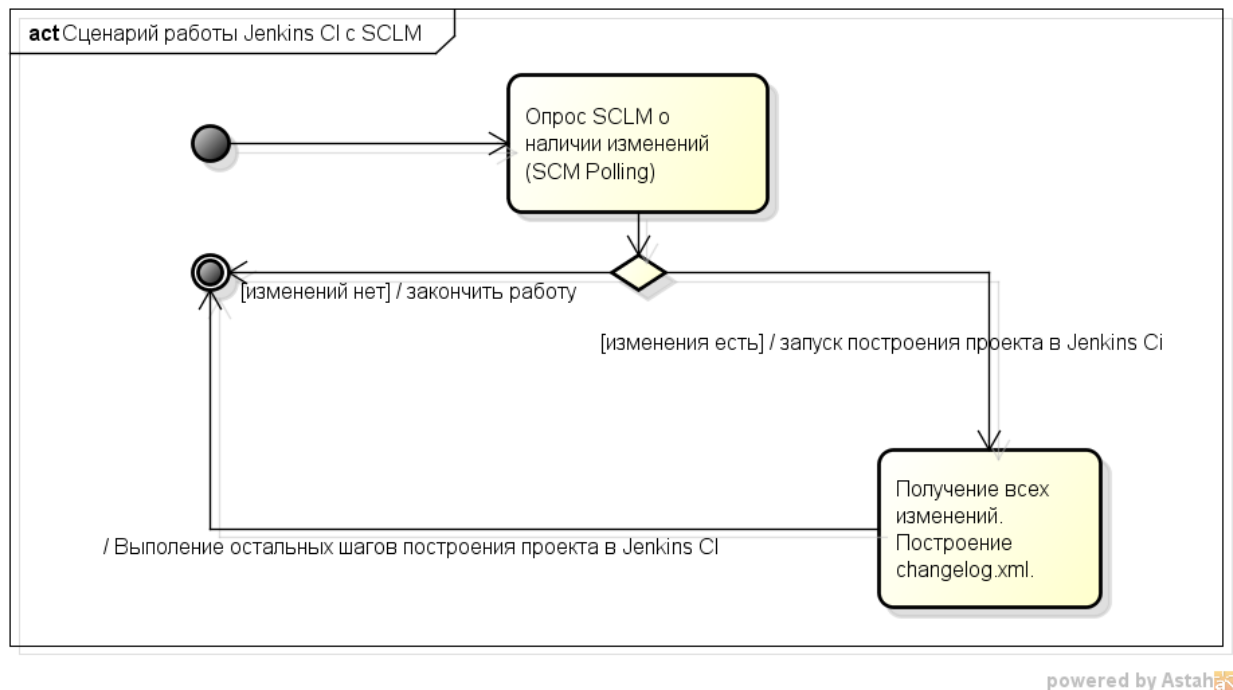 act Сценарий работы Jenkins CI с SCLM
Опрос SCLM о
наличии изменений
(SCM Polling)
[изменений нет] / закончить работу
[изменения есть] / запуск построения проекта в Jenkins Ci
Получение всех
изменений.
Построение
changelog.xml.
/ Выполение остальных шагов построения проекта в Jenkins CI
powered by Astah